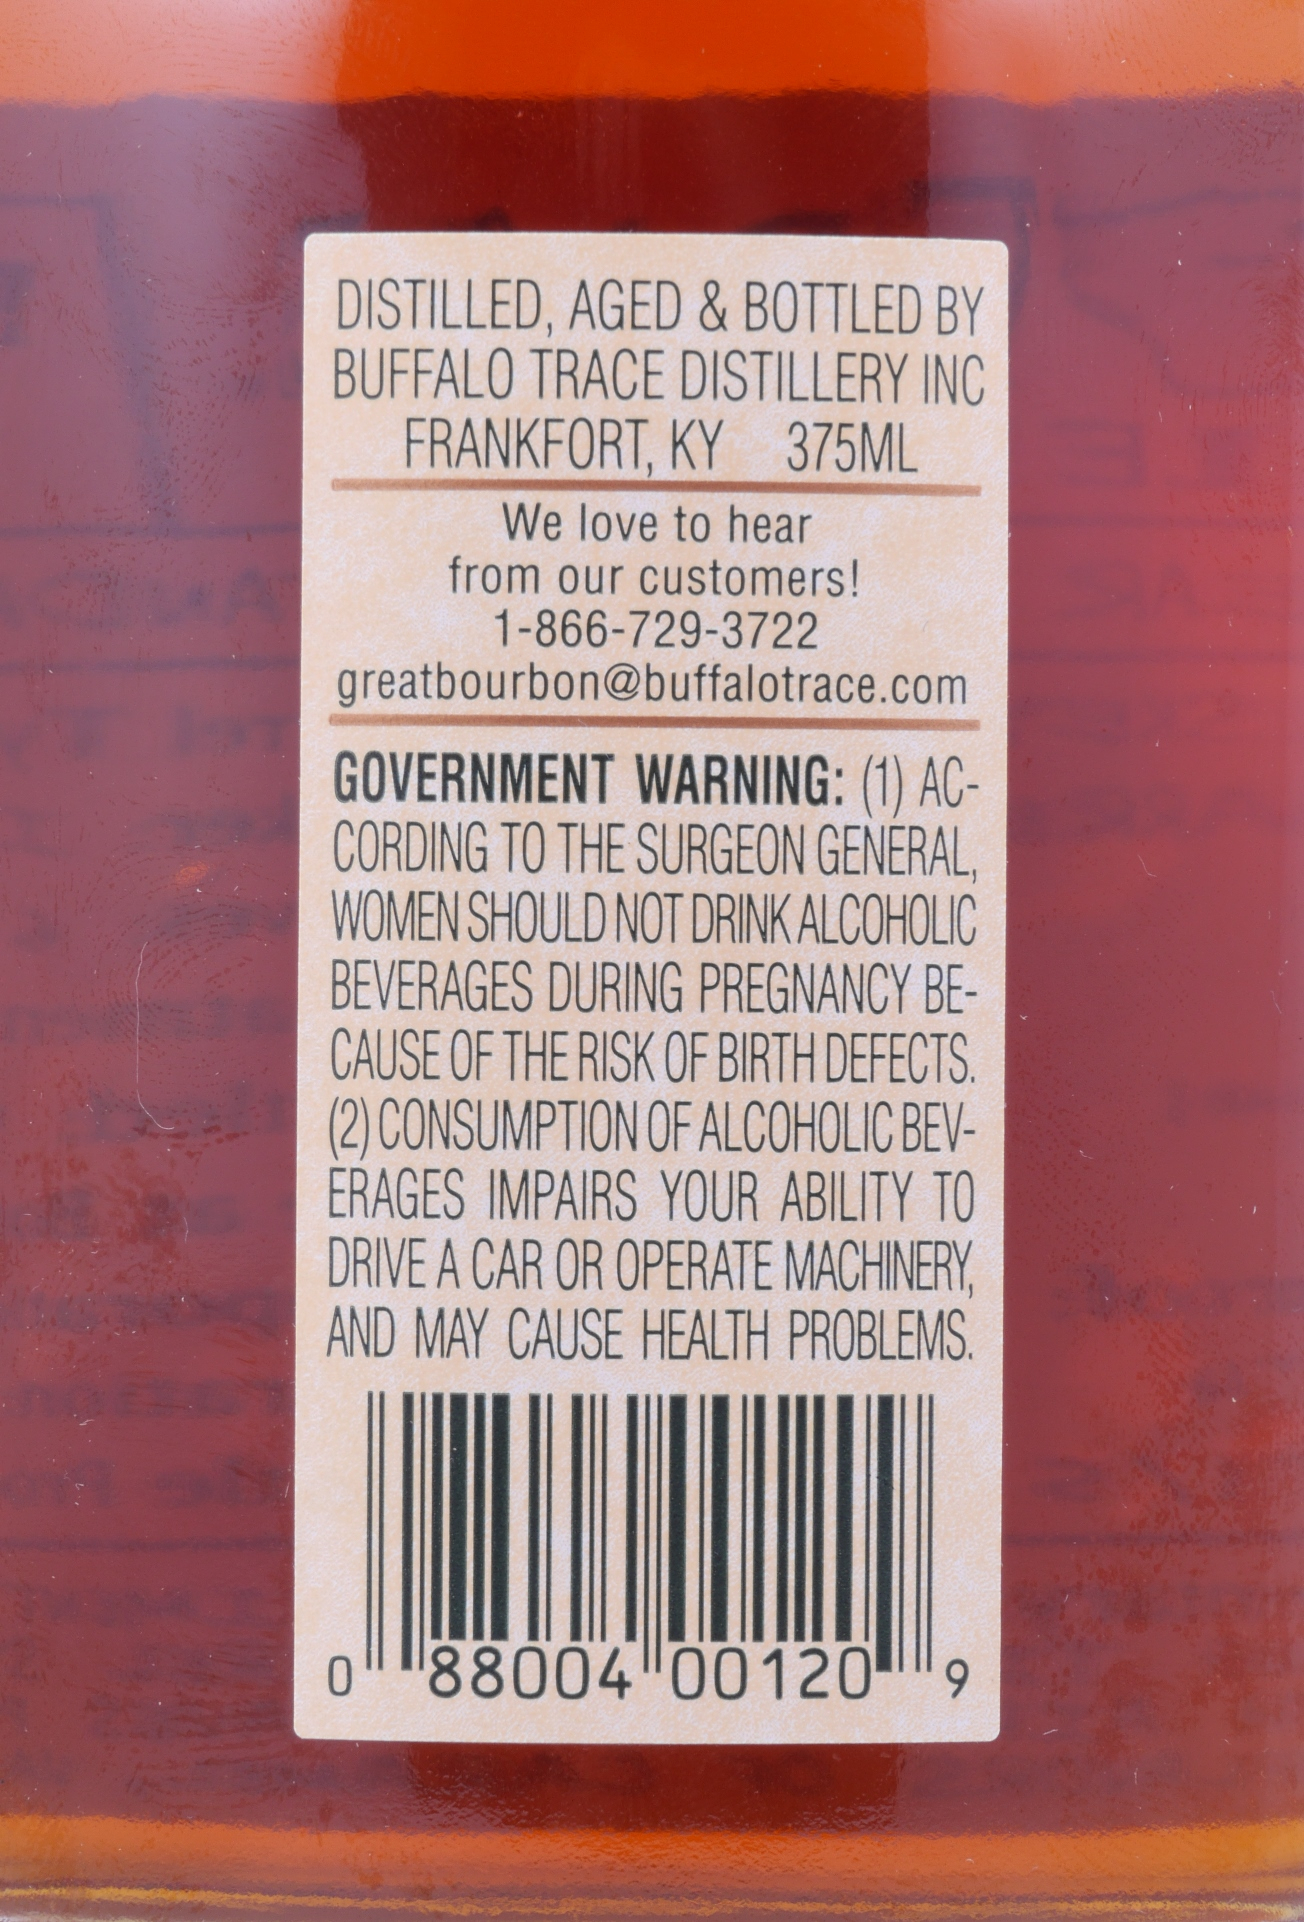 DISTILLED, AGED & BOTTLED BY
BUFFALO TRACE DISTILLERY INC
FRANKFORT, KY 375ML
We love to hear
from our customers!
1-866-729-3722
greatbourbon@buffalotrace.com
GOVERNMENT WARNING: (1) AC-
CORDING TO THE SURGEON GENERAL,
WOMEN SHOULD NOT DRINK ALCOHOLIC
BEVERAGES DURING PREGNANCY BE-
CAUSE OF THE RISK OF BIRTH DEFECTS.
(2) CONSUMPTION OF ALCOHOLIC BEV-
ERAGES IMPAIRS YOUR ABILITY TO
DRIVE A CAR OR OPERATE MACHINERY,
AND MAY CAUSE HEALTH PROBLEMS.
0 88004 00120 9